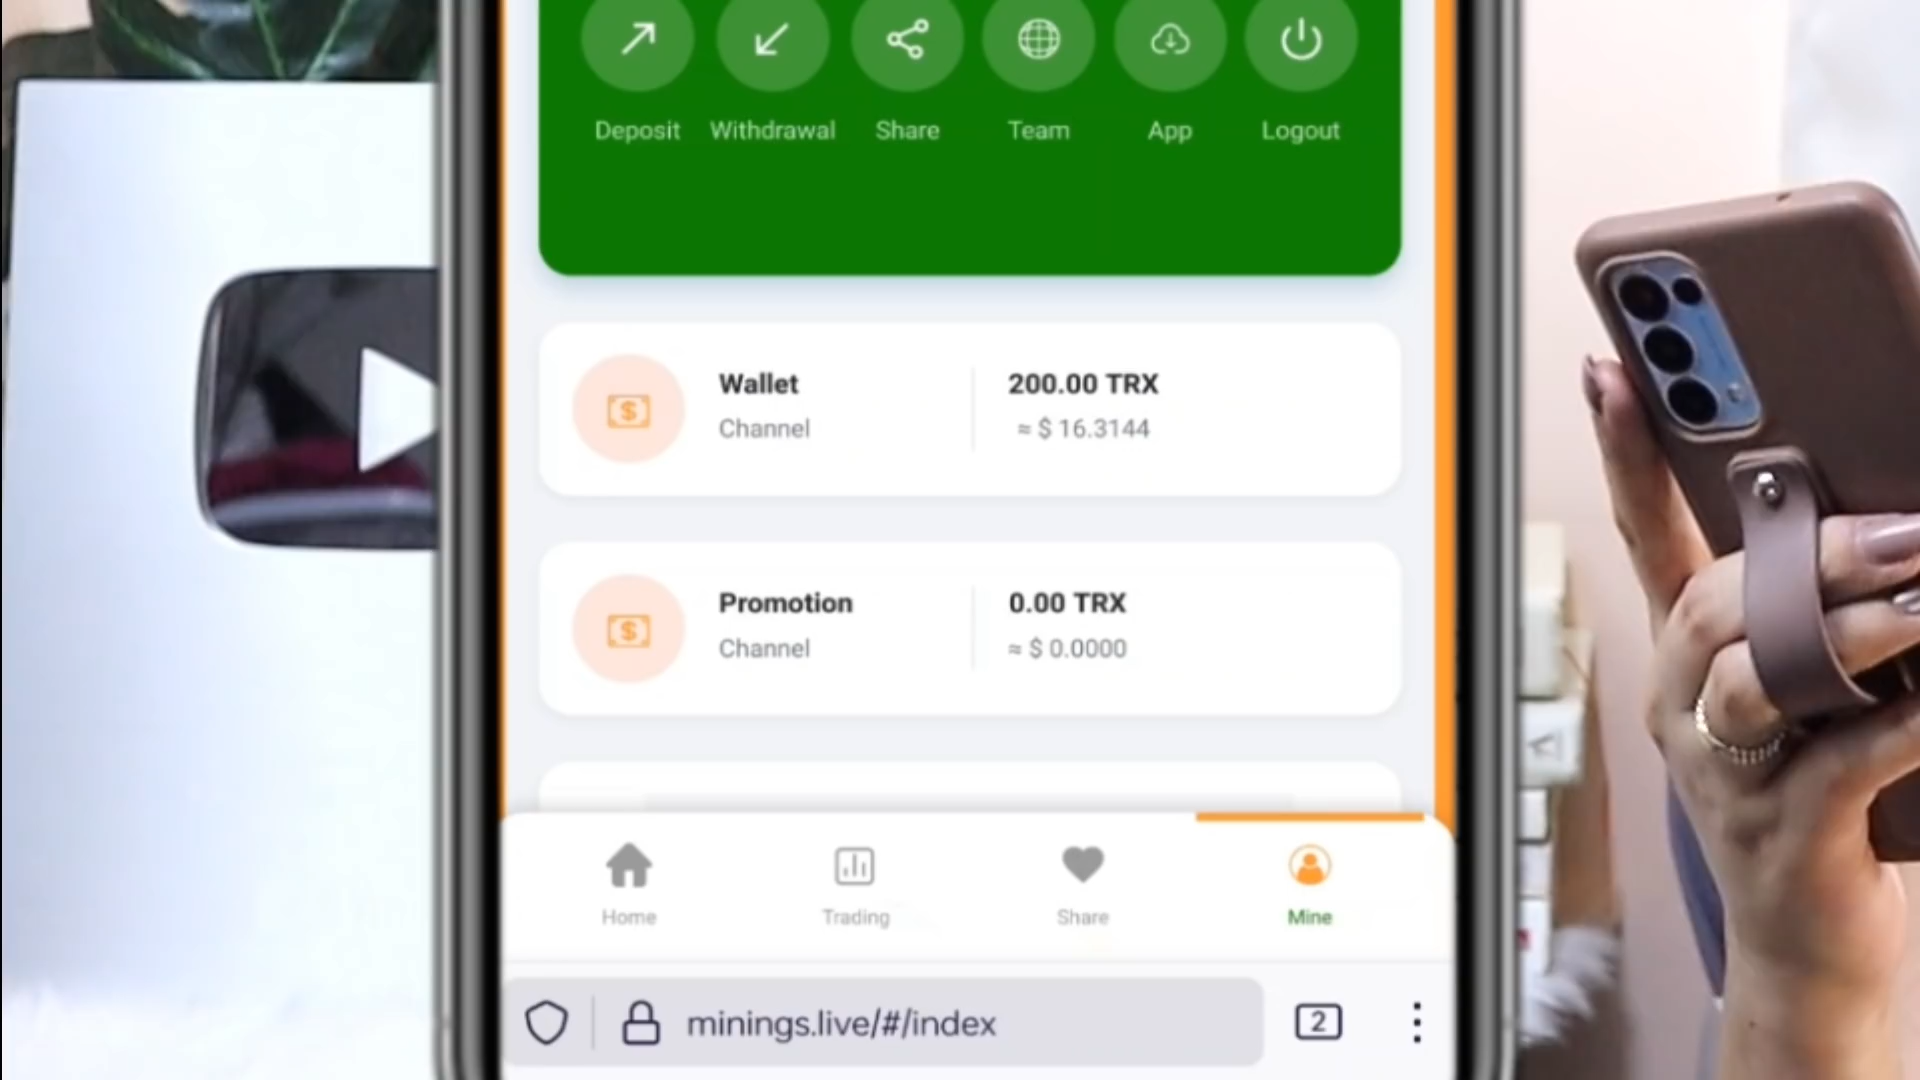 Deposit Withdrawal Share Team App Logout
Wallet 200.00 TRX
Channel ≈ $ 16.3144
Promotion 0.00 TRX
Channel ≈ $ 0.0000
Home Trading Share Mine
minings.live/#/index 2